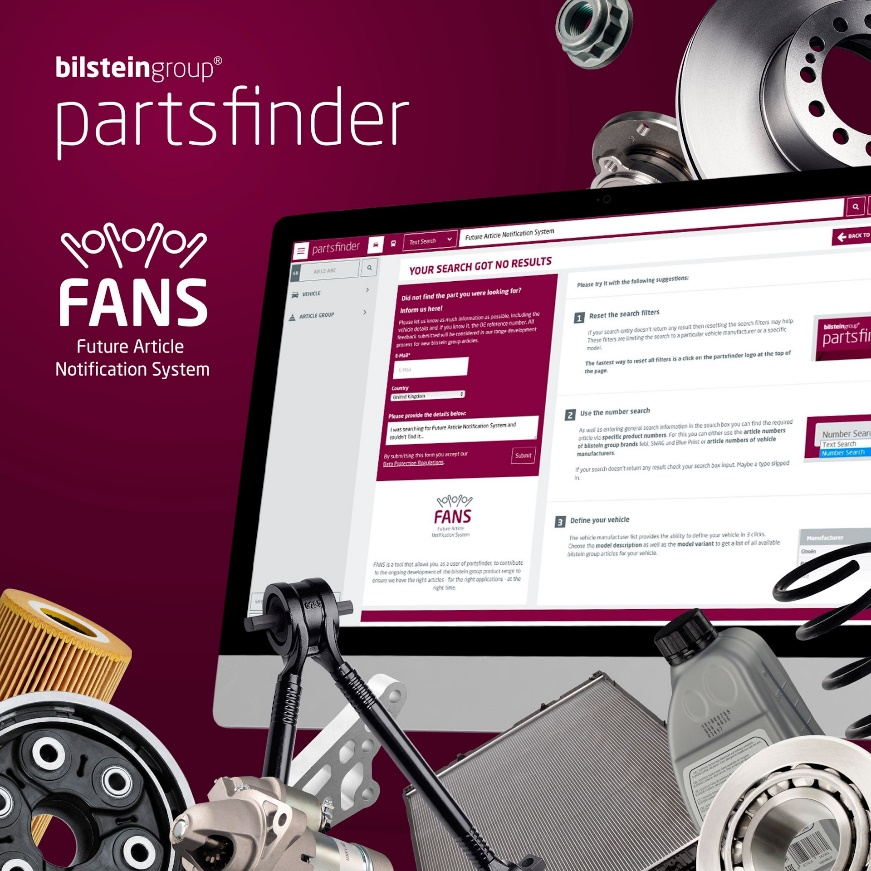 bilsteingroup®
partsfinder
FANS
Future Article
Notification System
partsfinder
Text Search
Future Article Notification System
BACK TO
VEHICLE
ARTICLE GROUP
YOUR SEARCH GOT NO RESULTS
Did not find the part you were looking for?
Inform us here!
Please let us know as much information as possible, including the
vehicle details and, if you know it, the OE reference number. All
feedback submitted will be considered in our range development
process for new bilstein group articles.
E-Mail*
E-Mail
Country
United Kingdom
Please provide the details below:
I was searching for Future Article Notification System and
couldn't find it...
By submitting this form you accept our
Data Protection Regulations.
Submit
FANS
Future Article
Notification System
FANS is a tool that allows you, as a user of partsfinder, to contribute
to the ongoing development of the bilstein group product range to
ensure we have the right articles - for the right applications - at the
right time.
Please try it with the following suggestions:
1 Reset the search filters
If your search entry doesn't return any result then resetting the search filters may help.
These filters are limiting the search to a particular vehicle manufacturer or a specific
model.
The fastest way to reset all filters is a click on the partsfinder logo at the top of
the page.
bilsteingroup®
partsfin
2 Use the number search
As well as entering general search information in the search box you can find the required
article via specific product numbers. For this you can either use the article numbers
of bilstein group brands febi, SWAG and Blue Print or article numbers of vehicle
manufacturers.
If your search doesn't return any result check your search box input. Maybe a typo slipped
in.
Number Searc
Text Search
Number Search
3 Define your vehicle
The vehicle manufacturer list provides the ability to define your vehicle in 3 clicks.
Choose the model description as well as the model variant to get a list of all available
bilstein group articles for your vehicle.
Manufacturer
Citroën